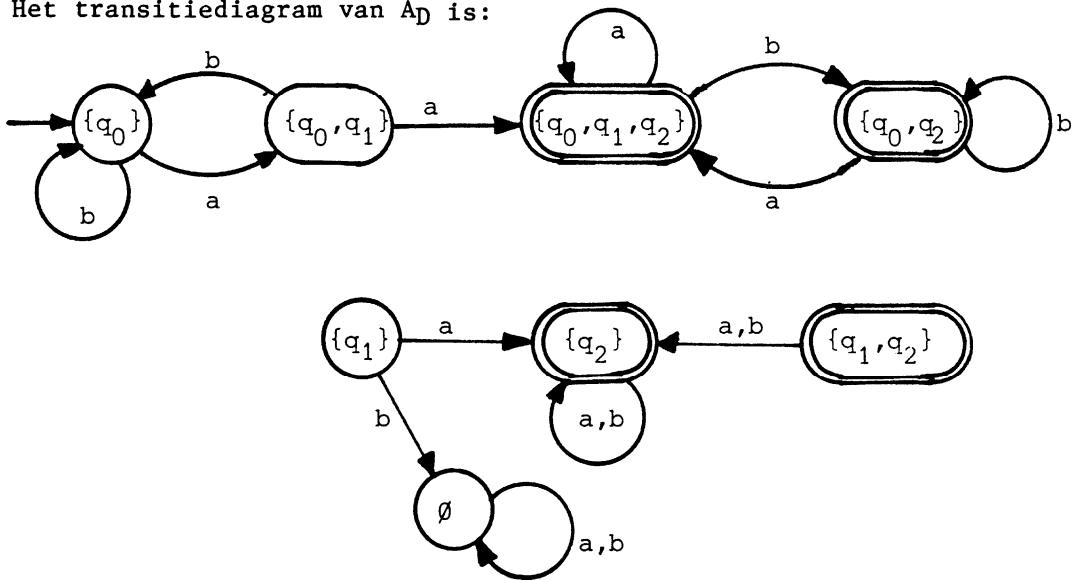 Het transitiediagram van A_D is:
a
b
b
{q_0}
{q_0,q_1}
a
{q_0,q_1,q_2}
{q_0,q_2}
b
b
a
a
{q_1}
a
{q_2}
a,b
{q_1,q_2}
b
a,b
ø
a,b